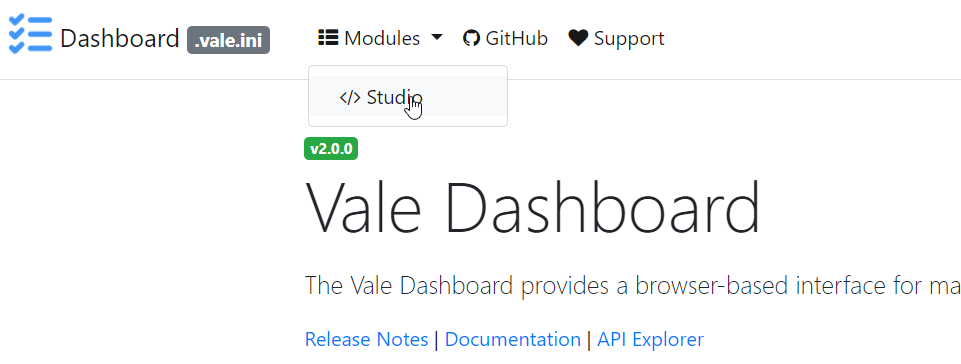 Dashboard .vale.ini Modules GitHub Support
</> Studio
v2.0.0
Vale Dashboard
The Vale Dashboard provides a browser-based interface for ma
Release Notes | Documentation | API Explorer